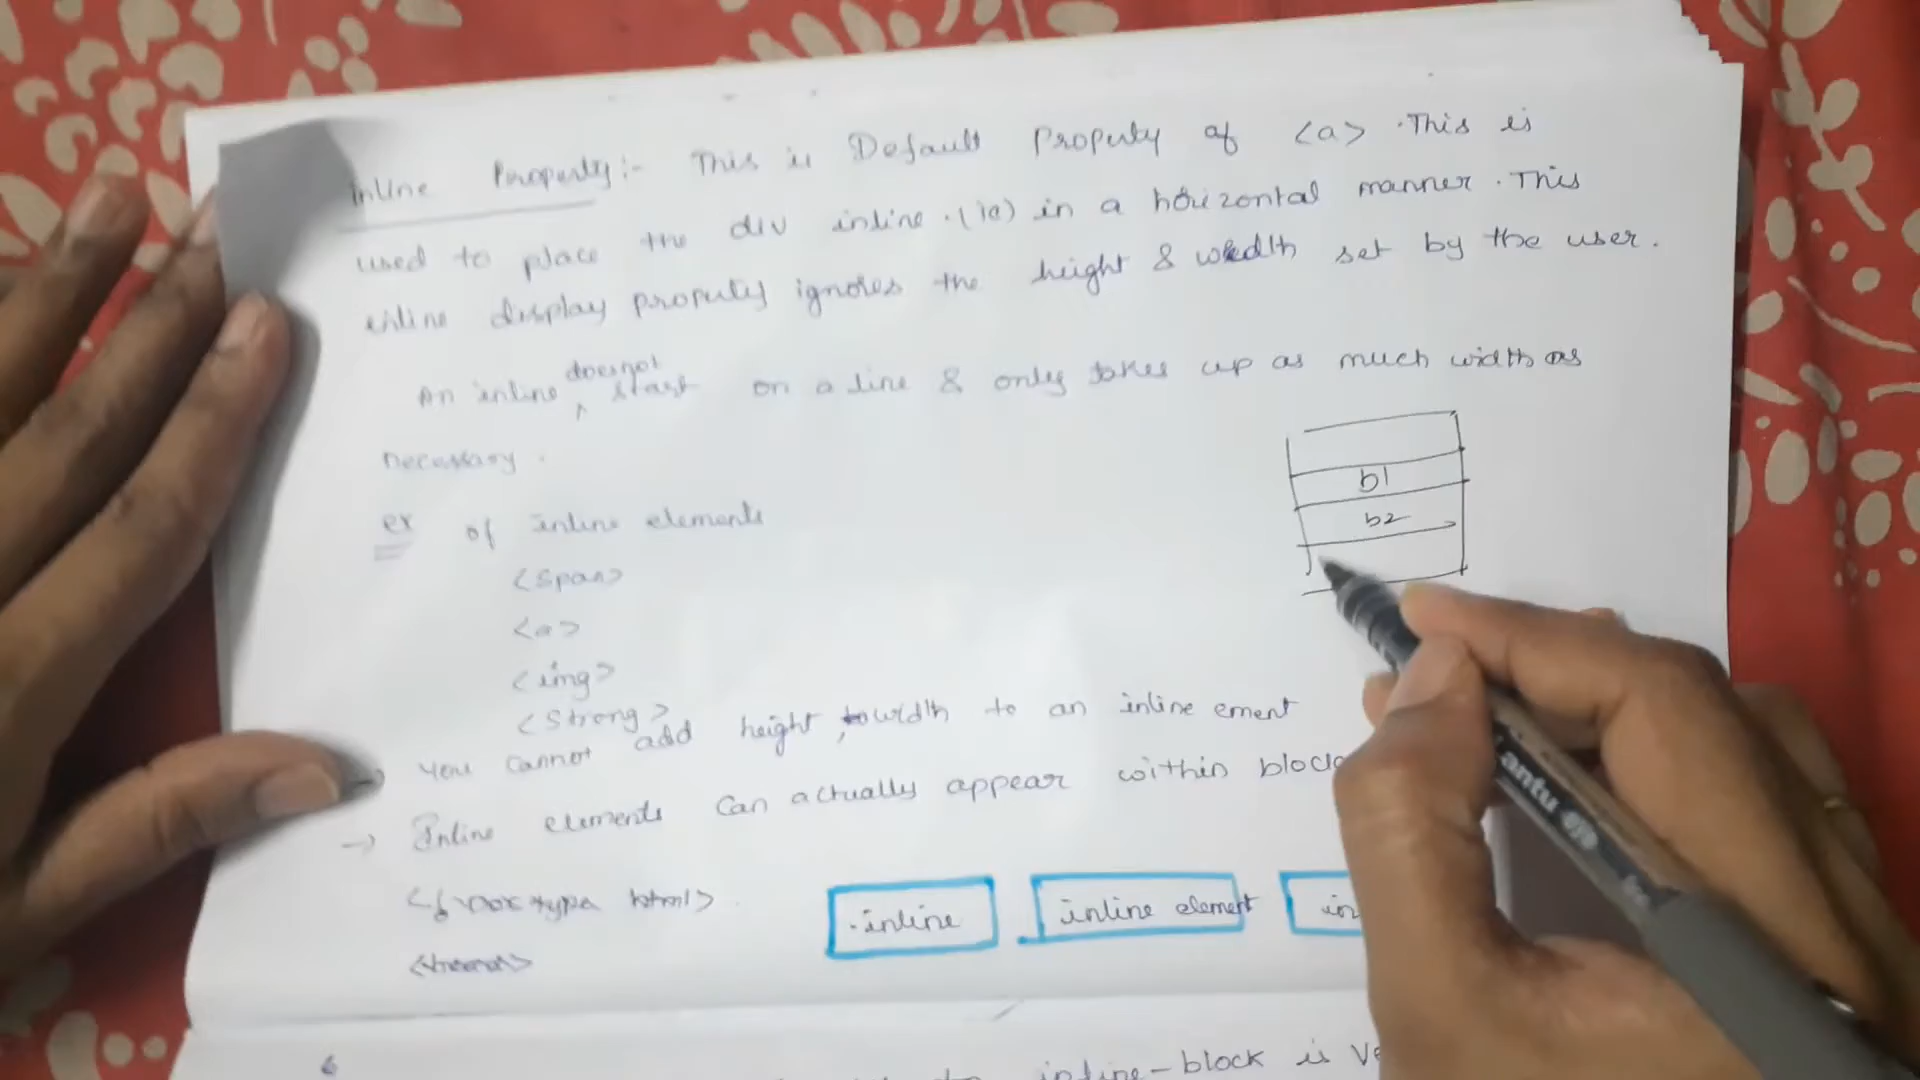 inline Property:- This is Default Property of <a>. This is
used to place the div inline. (ie) in a horizontal manner. This
inline display property ignores the height & width set by the user.
An inline doesnot start on a line & only takes up as much width as
necessary.
ex of inline elements
<span>
<a>
<img>
<strong>
→ You cannot add height, width to an inline ement
→ Inline elements can actually appear within block
<!Doctype html>
.inline
inline element
in
b1
b2
6
inline-block is Ve
antu